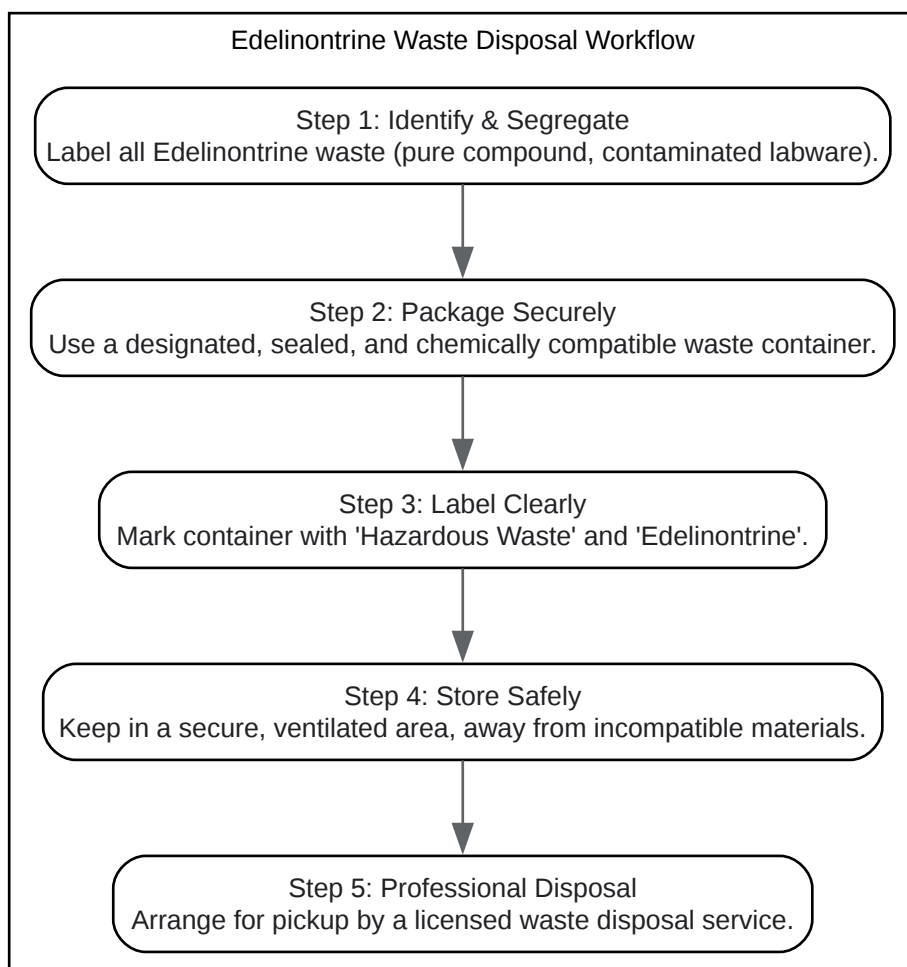 Edelinontrine Waste Disposal Workflow
Step 1: Identify & Segregate
Label all Edelinontrine waste (pure compound, contaminated labware).
Step 2: Package Securely
Use a designated, sealed, and chemically compatible waste container.
Step 3: Label Clearly
Mark container with 'Hazardous Waste' and 'Edelinontrine'.
Step 4: Store Safely
Keep in a secure, ventilated area, away from incompatible materials.
Step 5: Professional Disposal
Arrange for pickup by a licensed waste disposal service.